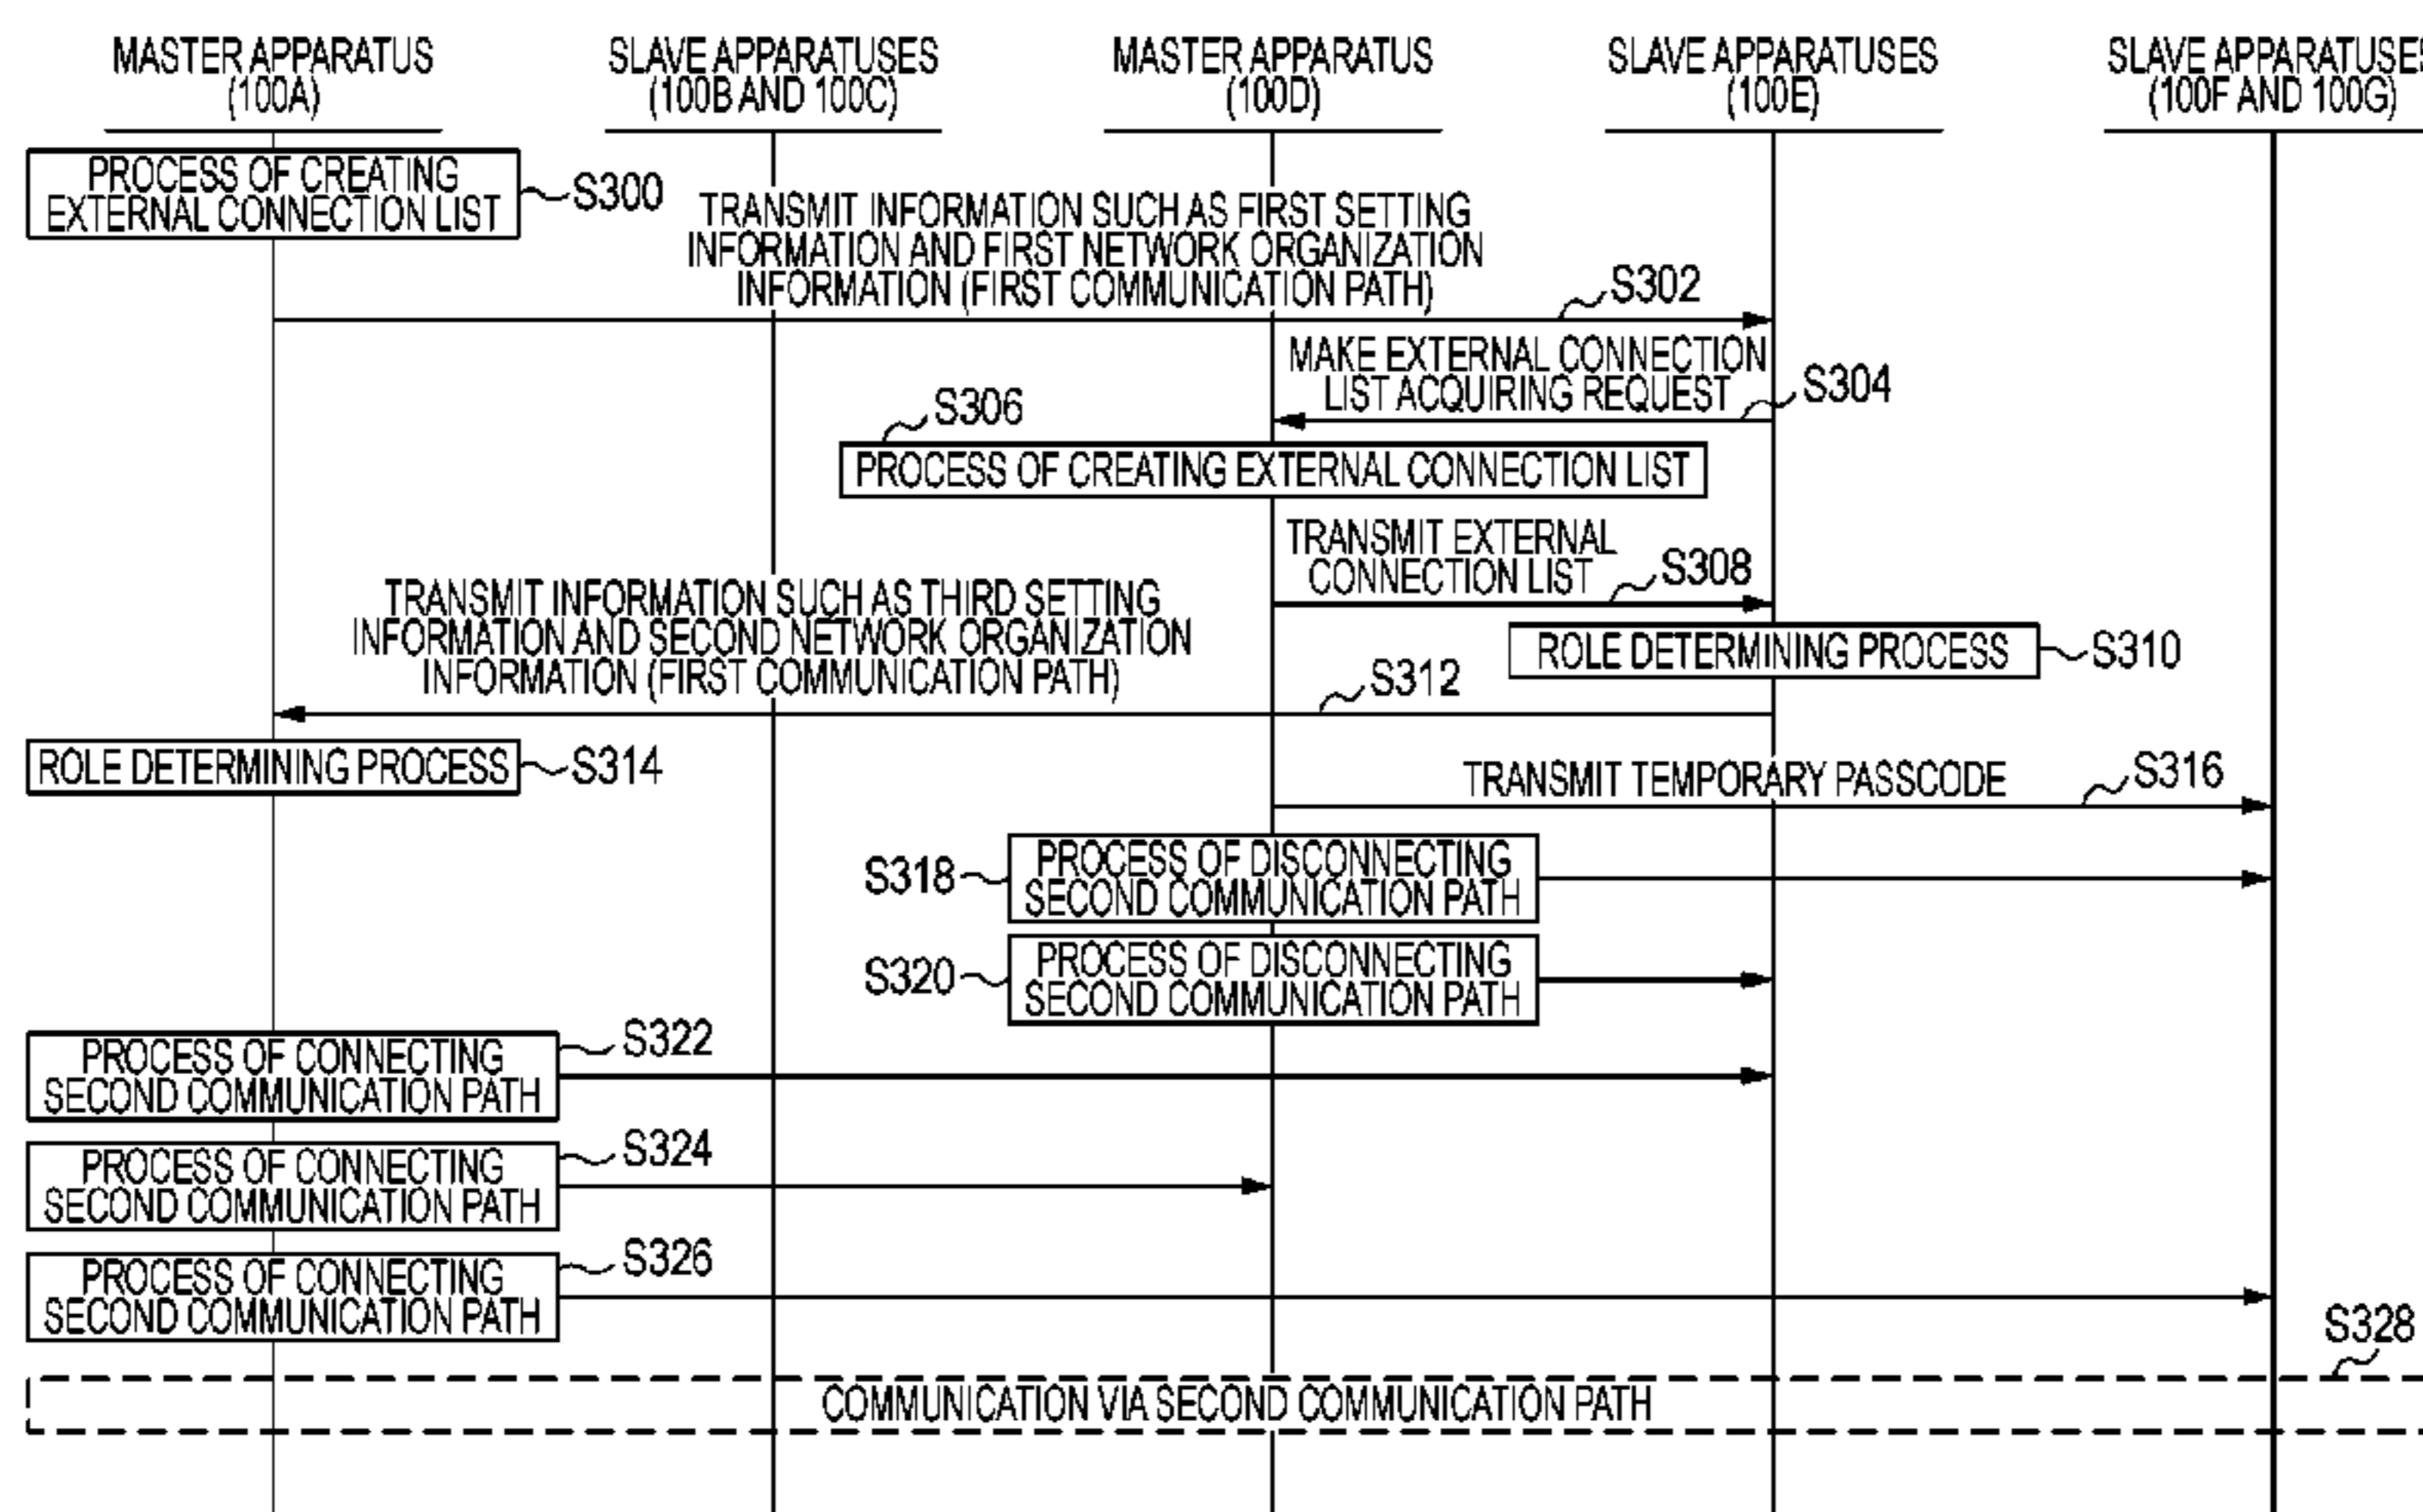 MASTER APPARATUS
(100A)
SLAVE APPARATUSES
(100B AND 100C)
MASTER APPARATUS
(100D)
SLAVE APPARATUSES
(100E)
SLAVE APPARATUSES
(100F AND 100G)
PROCESS OF CREATING
EXTERNAL CONNECTION LIST
S300
TRANSMIT INFORMATION SUCH AS FIRST SETTING
INFORMATION AND FIRST NETWORK ORGANIZATION
INFORMATION (FIRST COMMUNICATION PATH)
S302
MAKE EXTERNAL CONNECTION
LIST ACQUIRING REQUEST
S304
S306
PROCESS OF CREATING EXTERNAL CONNECTION LIST
TRANSMIT EXTERNAL
CONNECTION LIST
S308
TRANSMIT INFORMATION SUCH AS THIRD SETTING
INFORMATION AND SECOND NETWORK ORGANIZATION
INFORMATION (FIRST COMMUNICATION PATH)
ROLE DETERMINING PROCESS
S310
S312
ROLE DETERMINING PROCESS
S314
TRANSMIT TEMPORARY PASSCODE
S316
S318
PROCESS OF DISCONNECTING
SECOND COMMUNICATION PATH
S320
PROCESS OF DISCONNECTING
SECOND COMMUNICATION PATH
PROCESS OF CONNECTING
SECOND COMMUNICATION PATH
S322
PROCESS OF CONNECTING
SECOND COMMUNICATION PATH
S324
PROCESS OF CONNECTING
SECOND COMMUNICATION PATH
S326
S328
COMMUNICATION VIA SECOND COMMUNICATION PATH